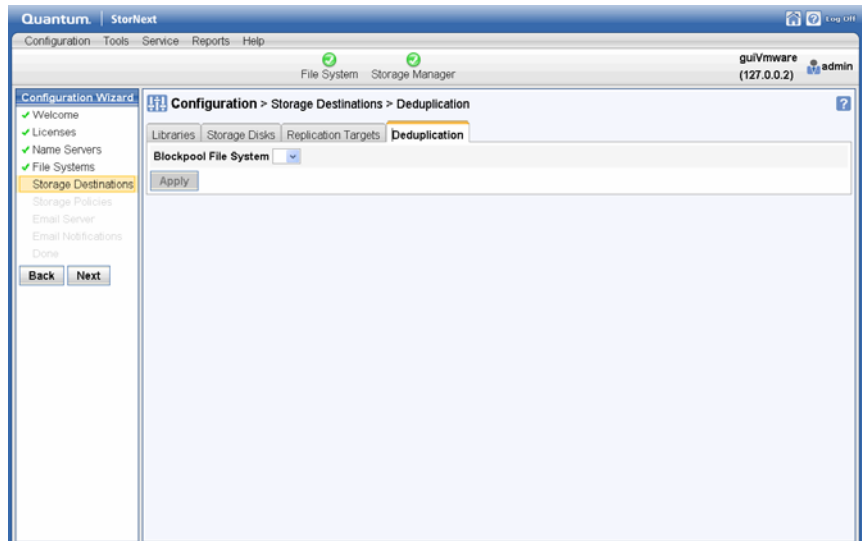 Quantum. StorNext
Log Off
Configuration Tools Service Reports Help
File System Storage Manager
guiVmware
(127.0.0.2)
admin
Configuration Wizard
Welcome
Licenses
Name Servers
File Systems
Storage Destinations
Storage Policies
Email Server
Email Notifications
Done
Back Next
Configuration > Storage Destinations > Deduplication
?
Libraries Storage Disks Replication Targets Deduplication
Blockpool File System
Apply